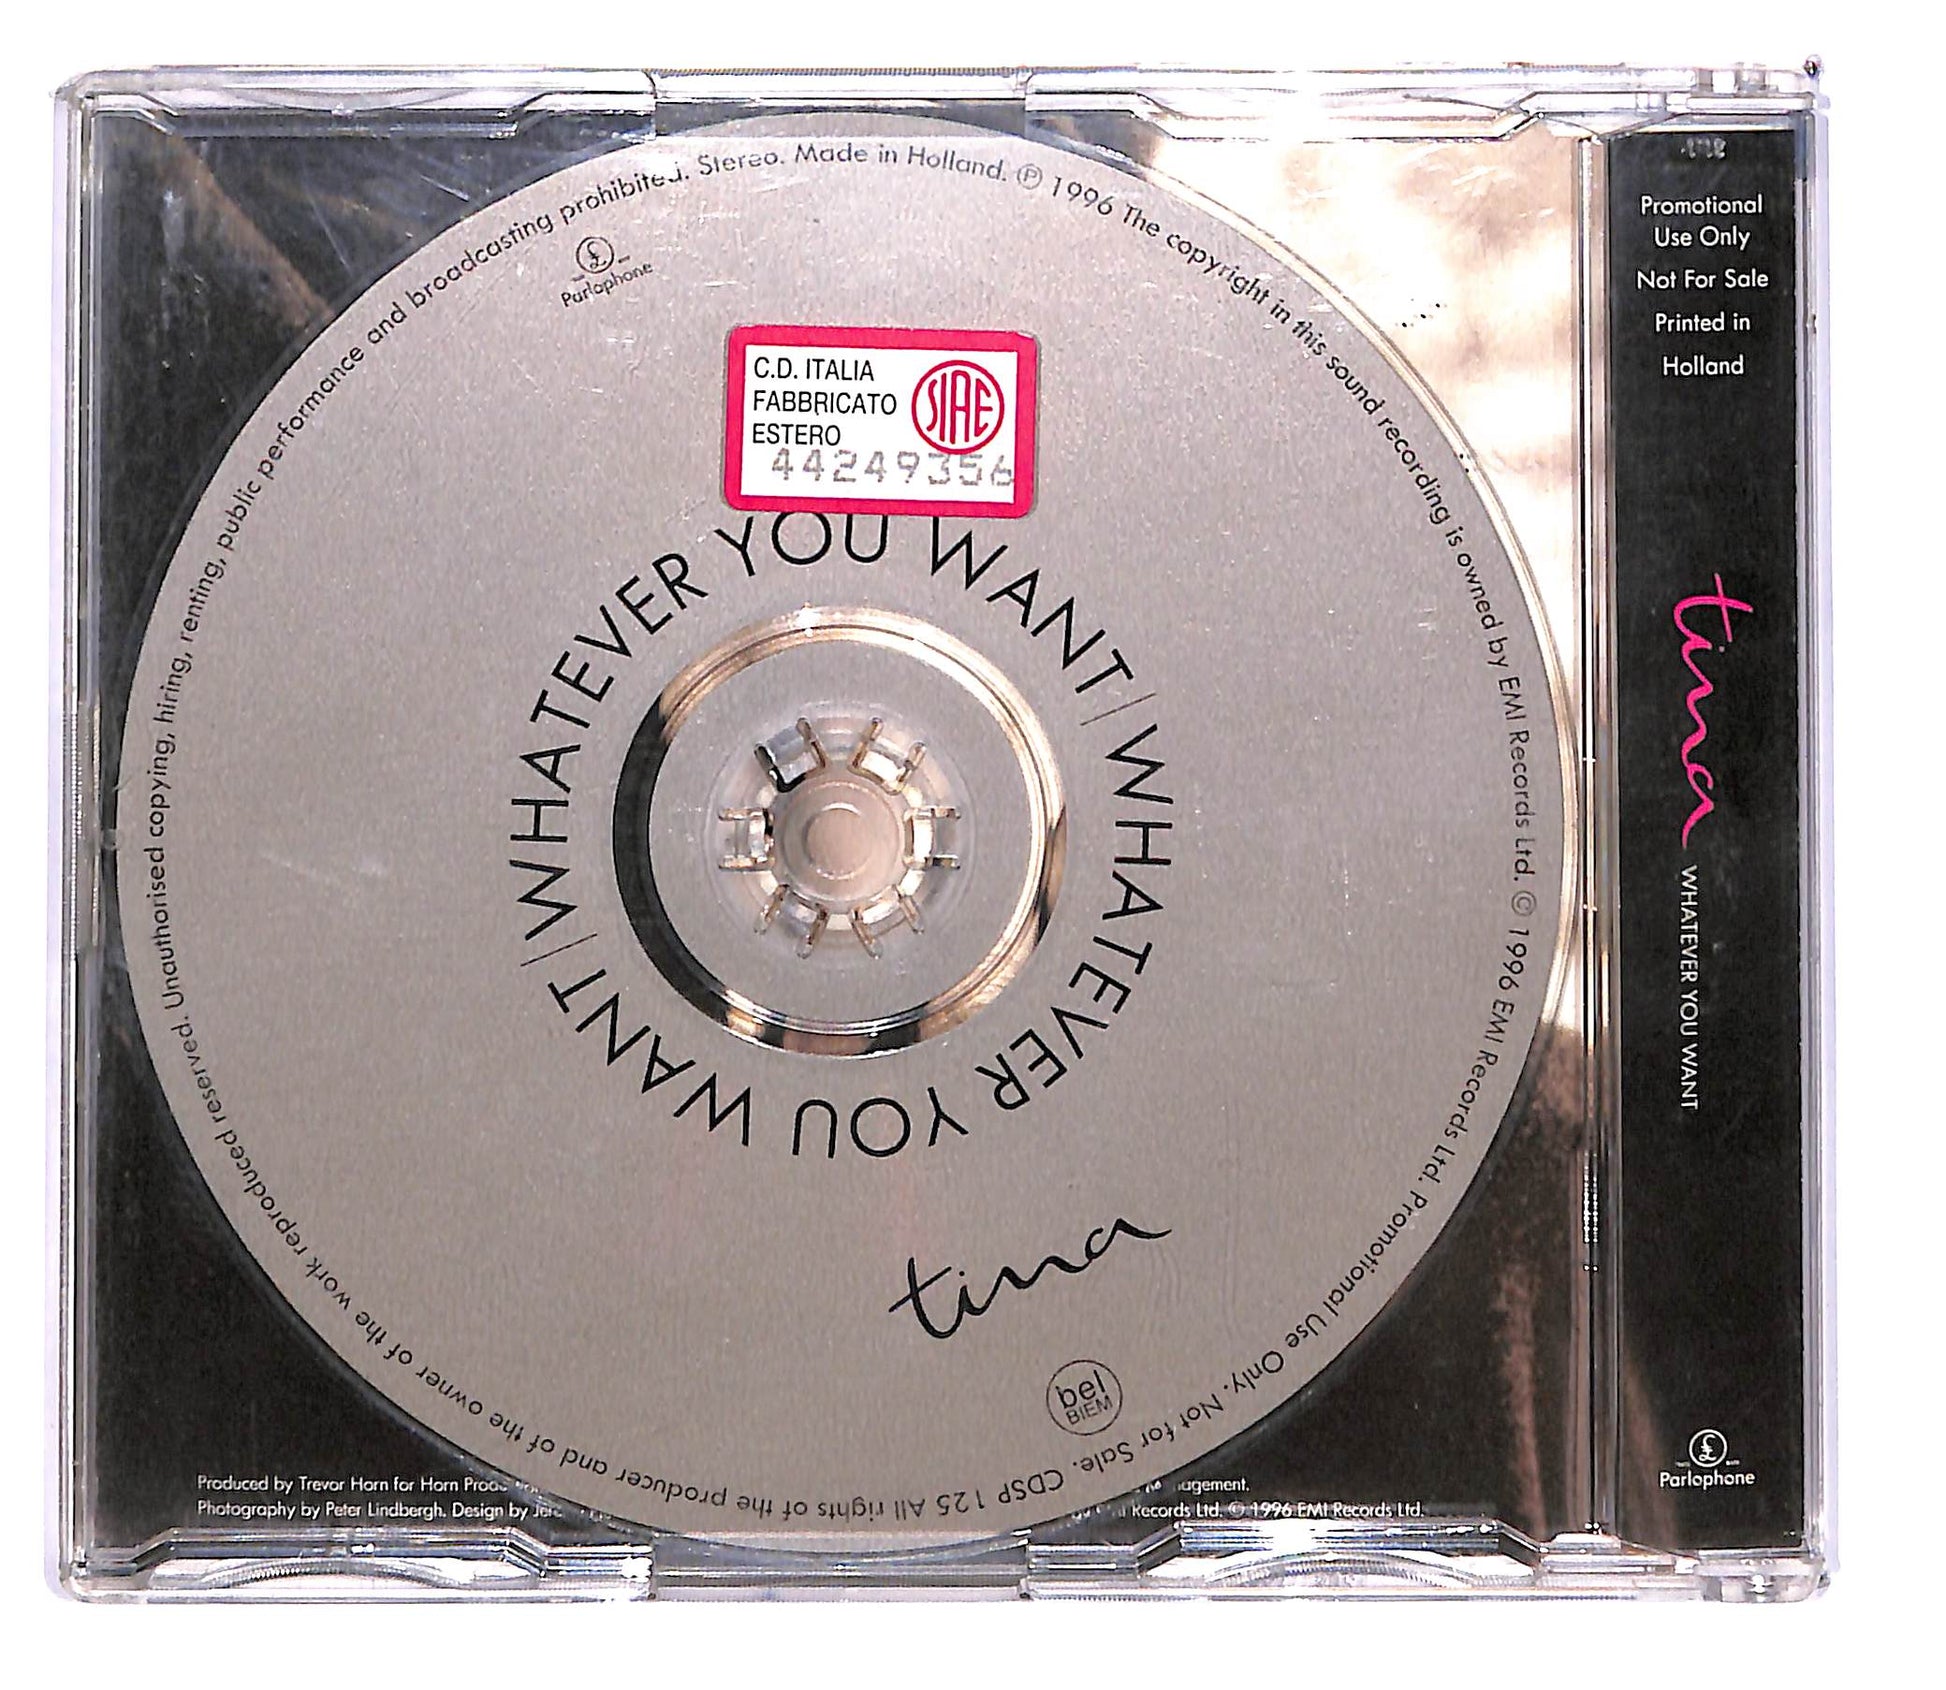 Unauthorised copying, hiring, renting, public performance and broadcasting prohibited. Stereo. Made in Holland. ℗ 1996 The copyright in this sound recording is owned by EMI Records Ltd. © 1996 EMI Records Ltd. Promotional Use Only. Not for Sale. CDSP 125 All rights of the producer and of the owner of the work reproduced reserved.
£
Parlophone
C.D. ITALIA
FABBRICATO
ESTERO
SIAE
44249356
WHATEVER YOU WANT|WHATEVER YOU WANT|
tina
bel
BIEM
Produced by Trevor Horn for Horn
Photography by Peter Lindbergh. Design by
Records Ltd. © 1996 EMI Records Ltd.
Promotional
Use Only
Not For Sale
Printed in
Holland
tina WHATEVER YOU WANT
£
Parlophone